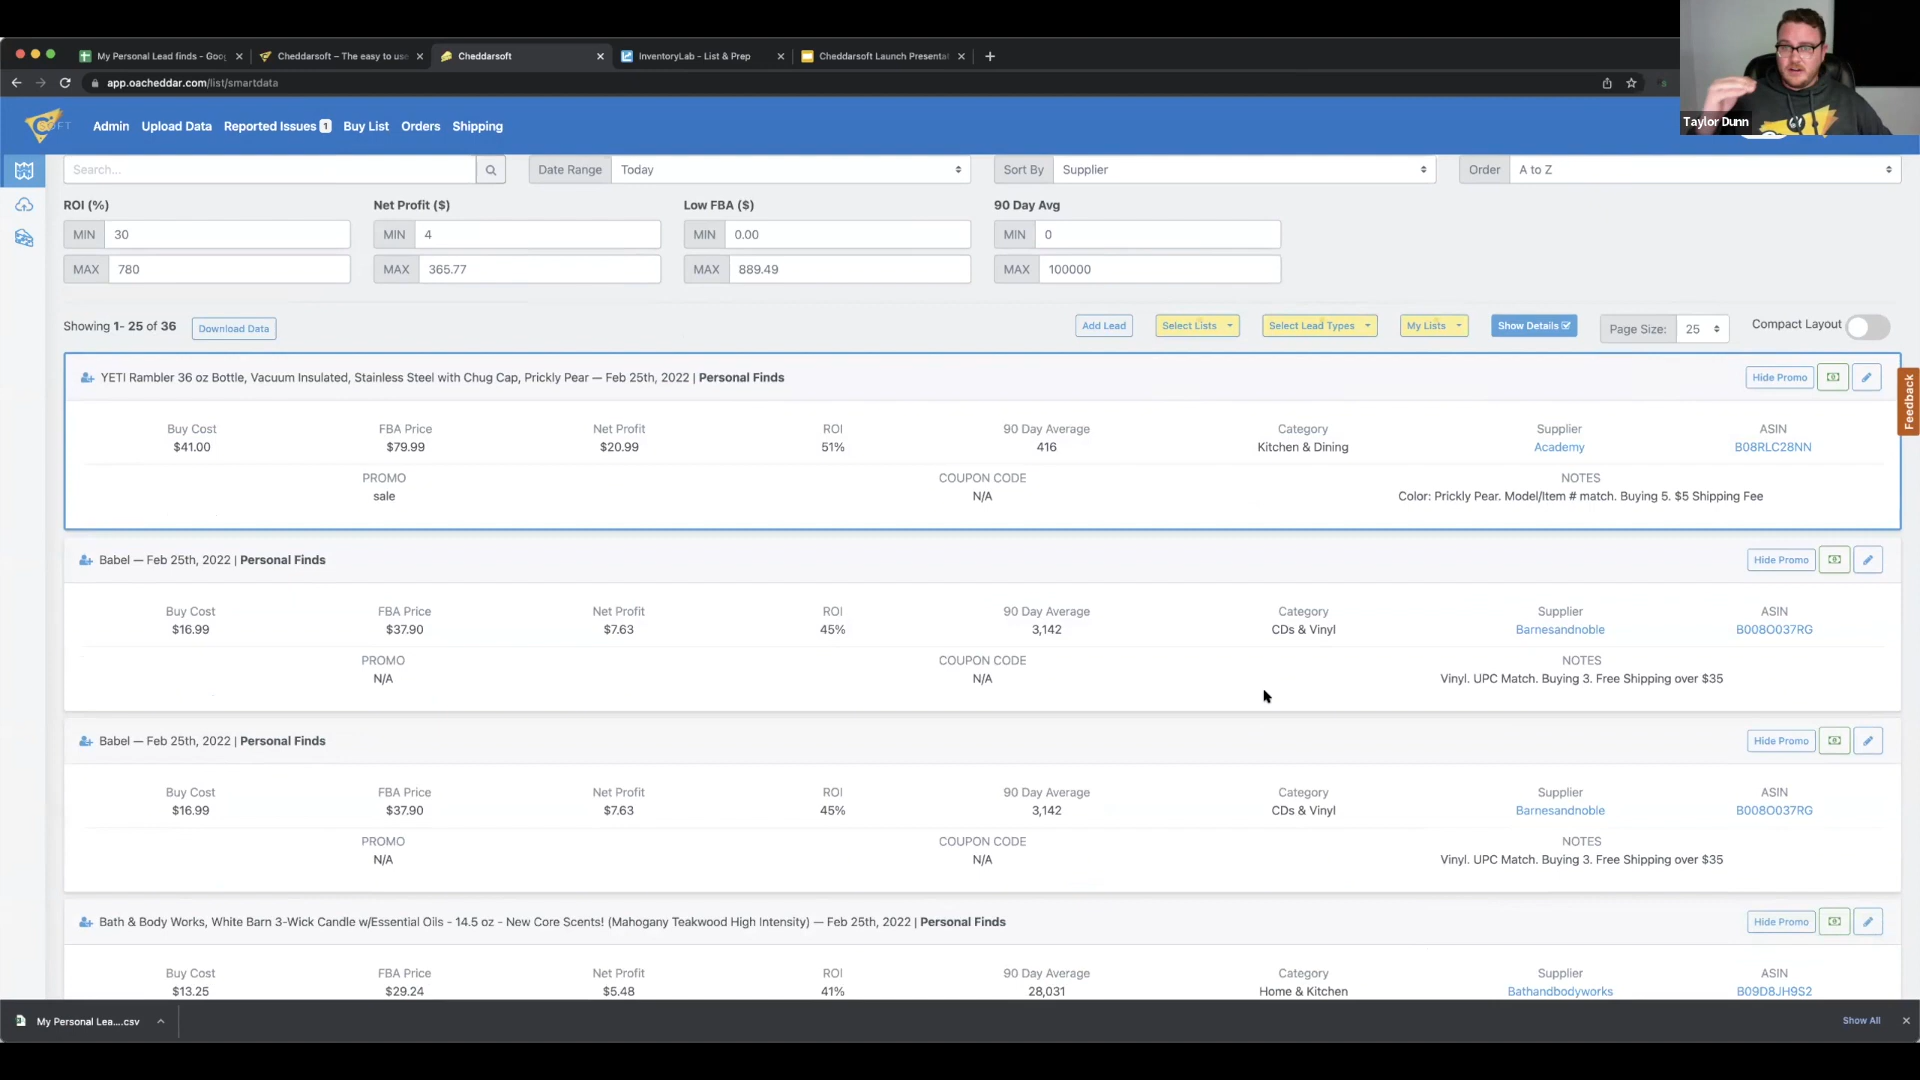 My Personal Lead finds - Goog
Cheddarsoft – The easy to use
Cheddarsoft
InventoryLab - List & Prep
Cheddarsoft Launch Presentat
app.oacheddar.com/list/smartdata
Taylor Dunn
SOFT
Admin Upload Data Reported Issues 1 Buy List Orders Shipping
Search... Date Range Today Sort By Supplier Order A to Z
ROI (%) Net Profit ($) Low FBA ($) 90 Day Avg
MIN 30 MIN 4 MIN 0.00 MIN 0
MAX 780 MAX 365.77 MAX 889.49 MAX 100000
Showing 1- 25 of 36 Download Data Add Lead Select Lists Select Lead Types My Lists Show Details Page Size: 25 Compact Layout
Feedback
YETI Rambler 36 oz Bottle, Vacuum Insulated, Stainless Steel with Chug Cap, Prickly Pear — Feb 25th, 2022 | Personal Finds Hide Promo
Buy Cost FBA Price Net Profit ROI 90 Day Average Category Supplier ASIN
$41.00 $79.99 $20.99 51% 416 Kitchen & Dining Academy B08RLC28NN
PROMO COUPON CODE NOTES
sale N/A Color: Prickly Pear. Model/Item # match. Buying 5. $5 Shipping Fee
Babel — Feb 25th, 2022 | Personal Finds Hide Promo
Buy Cost FBA Price Net Profit ROI 90 Day Average Category Supplier ASIN
$16.99 $37.90 $7.63 45% 3,142 CDs & Vinyl Barnesandnoble B008O037RG
PROMO COUPON CODE NOTES
N/A N/A Vinyl. UPC Match. Buying 3. Free Shipping over $35
Babel — Feb 25th, 2022 | Personal Finds Hide Promo
Buy Cost FBA Price Net Profit ROI 90 Day Average Category Supplier ASIN
$16.99 $37.90 $7.63 45% 3,142 CDs & Vinyl Barnesandnoble B008O037RG
PROMO COUPON CODE NOTES
N/A N/A Vinyl. UPC Match. Buying 3. Free Shipping over $35
Bath & Body Works, White Barn 3-Wick Candle w/Essential Oils - 14.5 oz - New Core Scents! (Mahogany Teakwood High Intensity) — Feb 25th, 2022 | Personal Finds Hide Promo
Buy Cost FBA Price Net Profit ROI 90 Day Average Category Supplier ASIN
$13.25 $29.24 $5.48 41% 28,031 Home & Kitchen Bathandbodyworks B09D8JH9S2
My Personal Lea....csv Show All